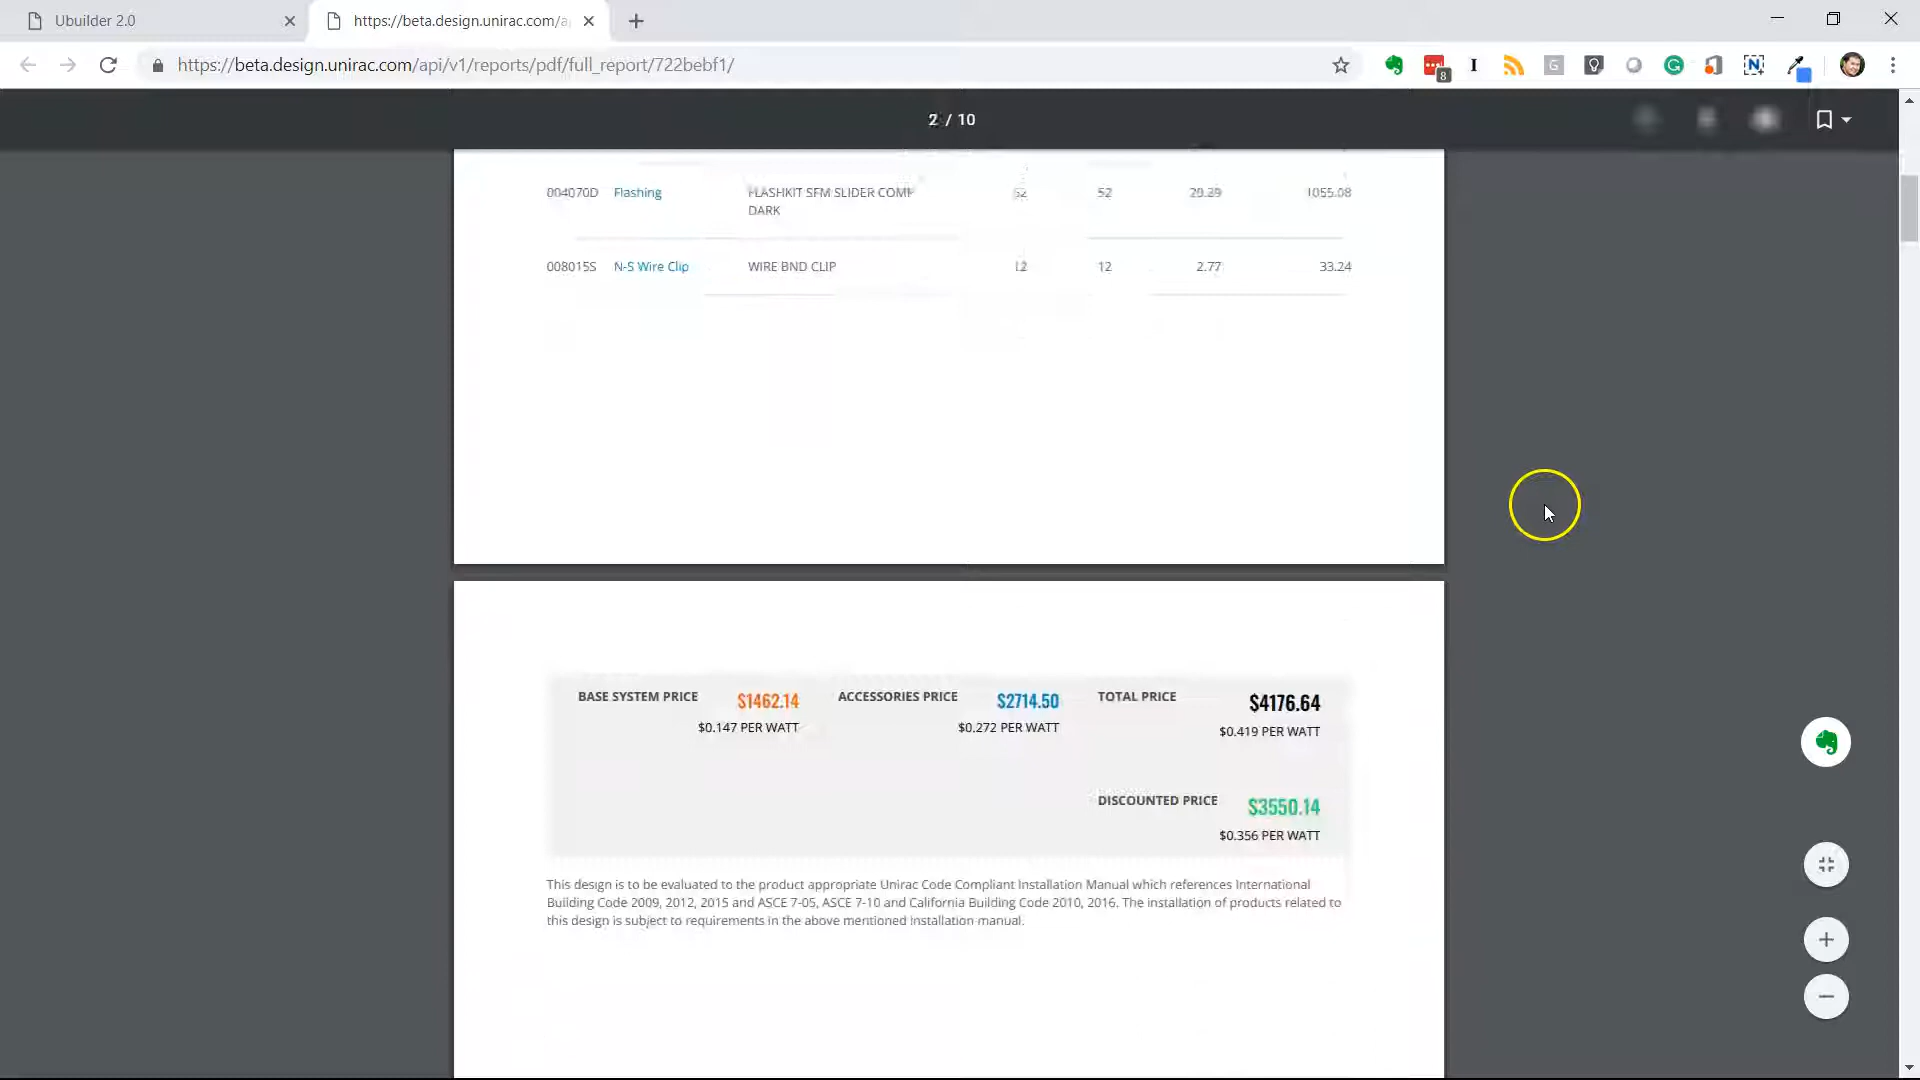 Ubuilder 2.0
https://beta.design.unirac.com/a
https://beta.design.unirac.com/api/v1/reports/pdf/full_report/722bebf1/
8
2 / 10
004070D Flashing FLASHKIT SFM SLIDER COMP DARK 52 52 20.29 1055.08
008015S N-S Wire Clip WIRE BND CLIP 12 12 2.77 33.24
BASE SYSTEM PRICE $1462.14 ACCESSORIES PRICE $2714.50 TOTAL PRICE $4176.64
$0.147 PER WATT $0.272 PER WATT $0.419 PER WATT
DISCOUNTED PRICE $3550.14
$0.356 PER WATT
This design is to be evaluated to the product appropriate Unirac Code Compliant Installation Manual which references International
Building Code 2009, 2012, 2015 and ASCE 7-05, ASCE 7-10 and California Building Code 2010, 2016. The installation of products related to
this design is subject to requirements in the above mentioned installation manual.